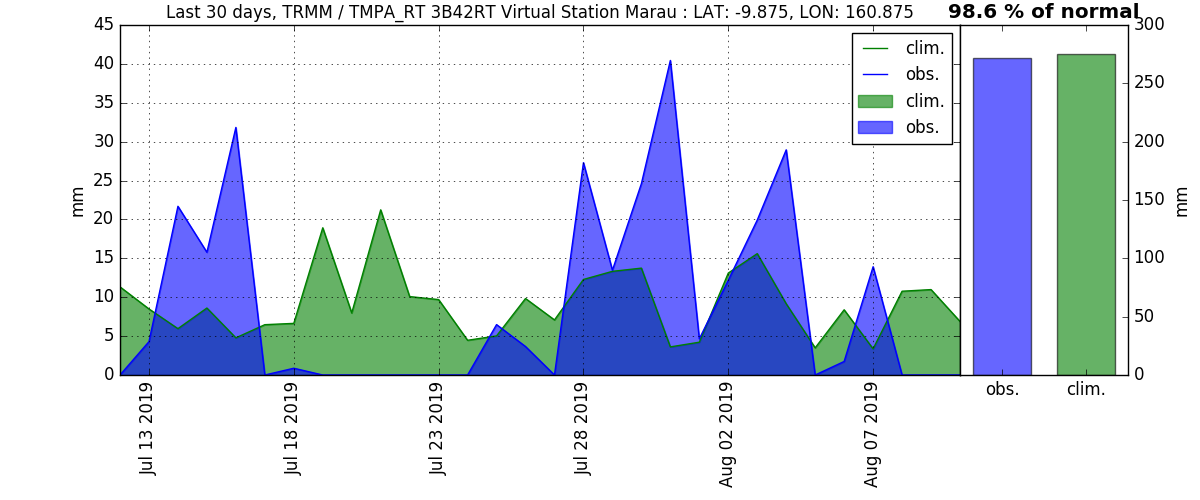 Last 30 days, TRMM / TMPA_RT 3B42RT Virtual Station Marau : LAT: -9.875, LON: 160.875
98.6 % of normal
45
40
35
30
25
20
15
10
5
0
mm
clim.
obs.
clim.
obs.
Jul 13 2019
Jul 18 2019
Jul 23 2019
Jul 28 2019
Aug 02 2019
Aug 07 2019
300
250
200
150
100
50
0
mm
obs.
clim.